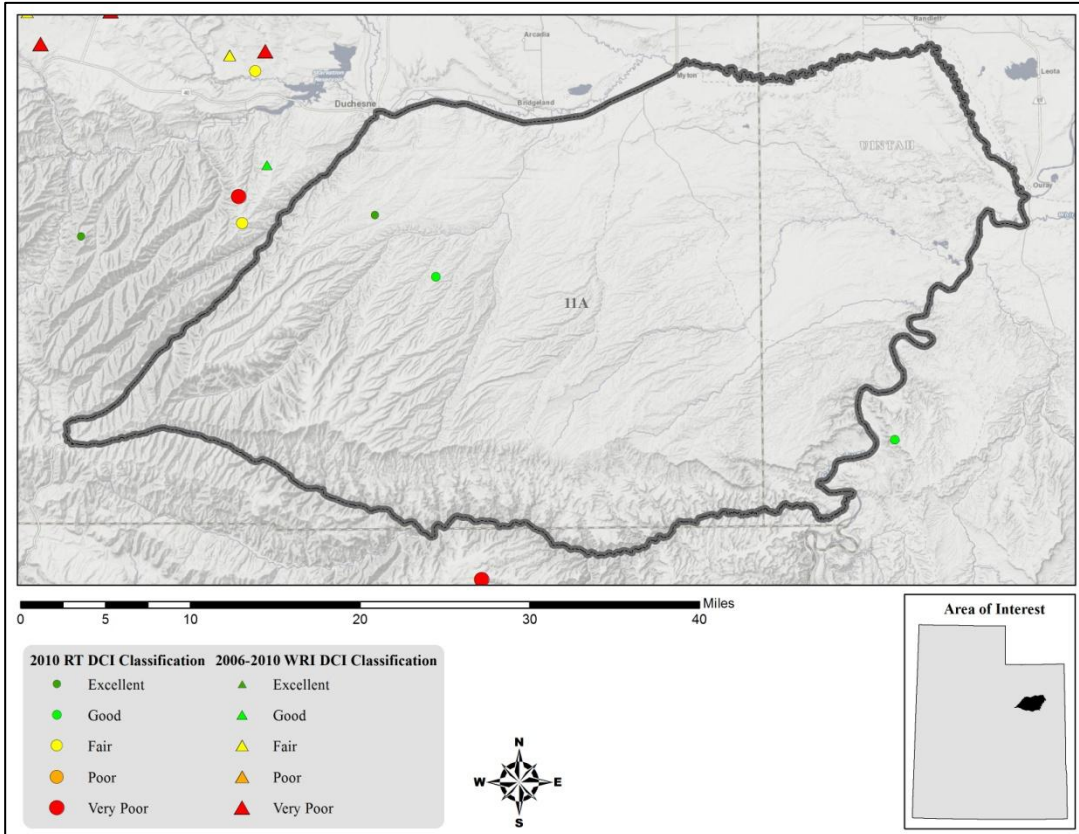 Randlett
Arcadia
Leota
40
Myton
Duchesne
Bridgeland
UINTAH
Ouray
11A
0 5 10 20 30 40 Miles
Area of Interest
2010 RT DCI Classification 2006-2010 WRI DCI Classification
Excellent Excellent
Good Good
Fair Fair
Poor Poor
Very Poor Very Poor
N
W E
S